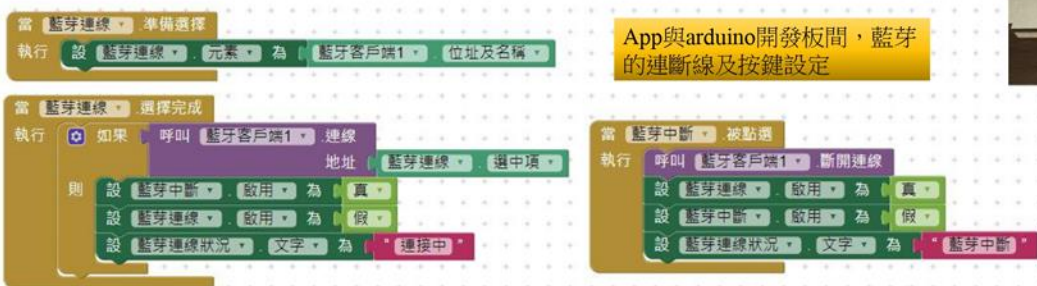 當 藍芽連線 . 準備選擇
執行 設 藍芽連線 . 元素 為 藍牙客戶端1 . 位址及名稱
App與arduino開發板間，藍芽
的連斷線及按鍵設定
當 藍芽連線 . 選擇完成
執行 如果 呼叫 藍牙客戶端1 . 連線
地址 藍芽連線 . 選中項
則 設 藍芽中斷 . 啟用 為 真
設 藍芽連線 . 啟用 為 假
設 藍芽連線狀況 . 文字 為 " 連接中 "
當 藍芽中斷 . 被點選
執行 呼叫 藍牙客戶端1 . 斷開連線
設 藍芽連線 . 啟用 為 真
設 藍芽中斷 . 啟用 為 假
設 藍芽連線狀況 . 文字 為 " 藍芽中斷 "